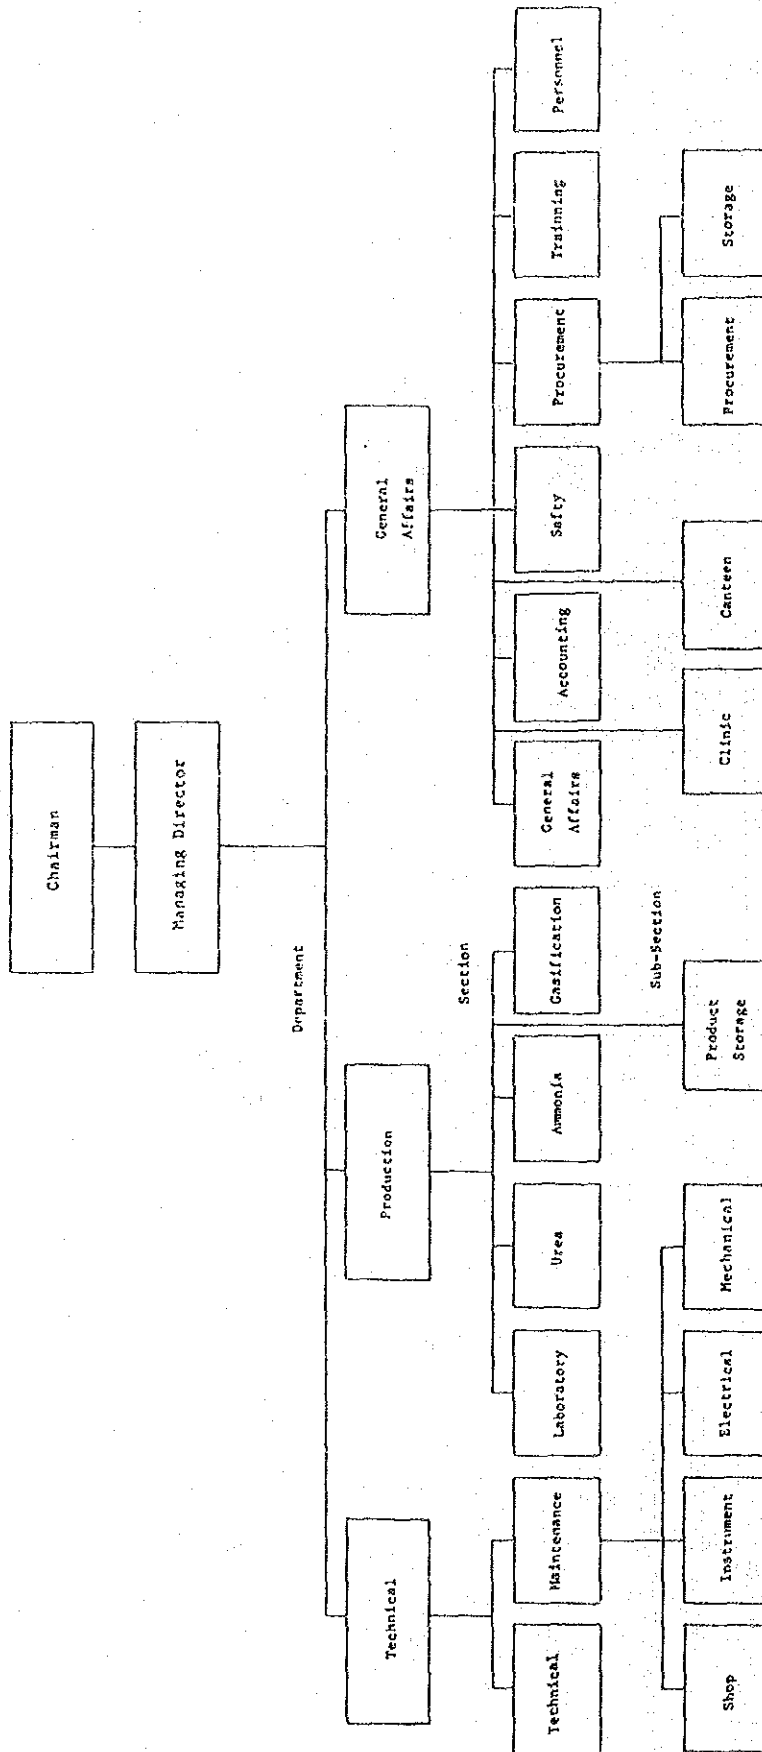 Chairman
Managing Director
Department
Technical
Production
General
Affairs
Section
Technical
Maintenance
Laboratory
Urea
Ammonia
Gasification
General
Affairs
Accounting
Safty
Procurement
Trainning
Personnel
Sub-Section
Shop
Instrument
Electrical
Mechanical
Product
Storage
Clinic
Canteen
Procurement
Storage